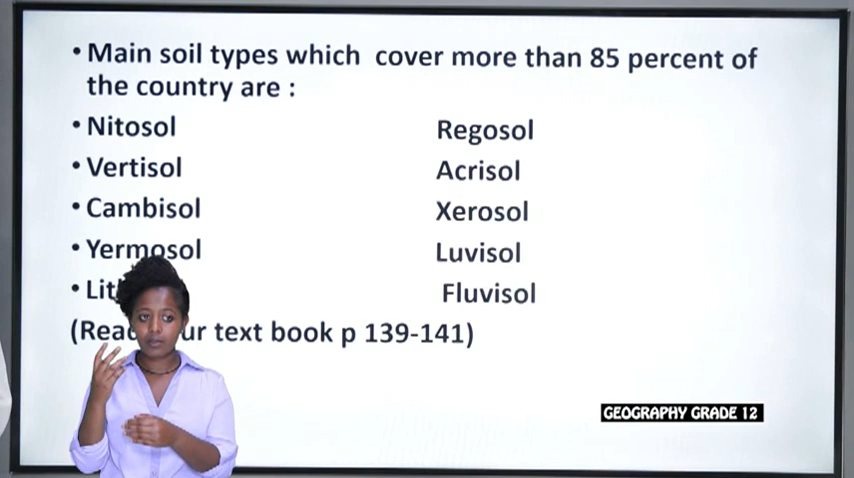 • Main soil types which cover more than 85 percent of
the country are :
• Nitosol Regosol
• Vertisol Acrisol
• Cambisol Xerosol
• Yermosol Luvisol
• Fluvisol
text book p 139-141)
GEOGRAPHY GRADE 12